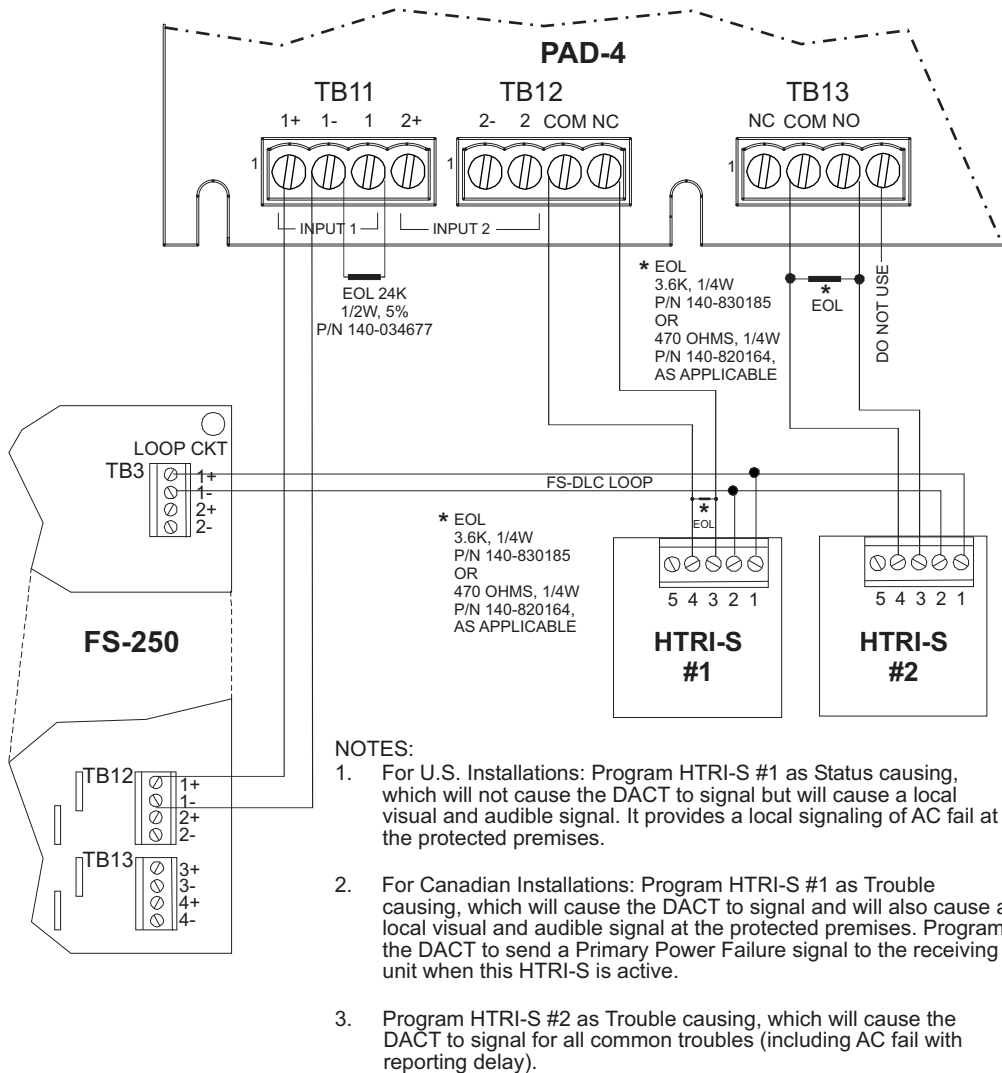 PAD-4
TB11 TB12 TB13
1+ 1- 1 2+ 2- 2 COM NC NC COM NO
1 1 1
INPUT 1 INPUT 2
EOL 24K
1/2W, 5%
P/N 140-034677
* EOL
3.6K, 1/4W
P/N 140-830185
OR
470 OHMS, 1/4W
P/N 140-820164,
AS APPLICABLE
*
EOL
DO NOT USE
LOOP CKT
TB3
1+
1-
2+
2-
FS-DLC LOOP
* EOL
3.6K, 1/4W
P/N 140-830185
OR
470 OHMS, 1/4W
P/N 140-820164,
AS APPLICABLE
*
EOL
5 4 3 2 1
HTRI-S
#1
5 4 3 2 1
HTRI-S
#2
FS-250
TB12
1+
1-
2+
2-
TB13
3+
3-
4+
4-
NOTES:
1. For U.S. Installations: Program HTRI-S #1 as Status causing,
which will not cause the DACT to signal but will cause a local
visual and audible signal. It provides a local signaling of AC fail at
the protected premises.
2. For Canadian Installations: Program HTRI-S #1 as Trouble
causing, which will cause the DACT to signal and will also cause a
local visual and audible signal at the protected premises. Program
the DACT to send a Primary Power Failure signal to the receiving
unit when this HTRI-S is active.
3. Program HTRI-S #2 as Trouble causing, which will cause the
DACT to signal for all common troubles (including AC fail with
reporting delay).